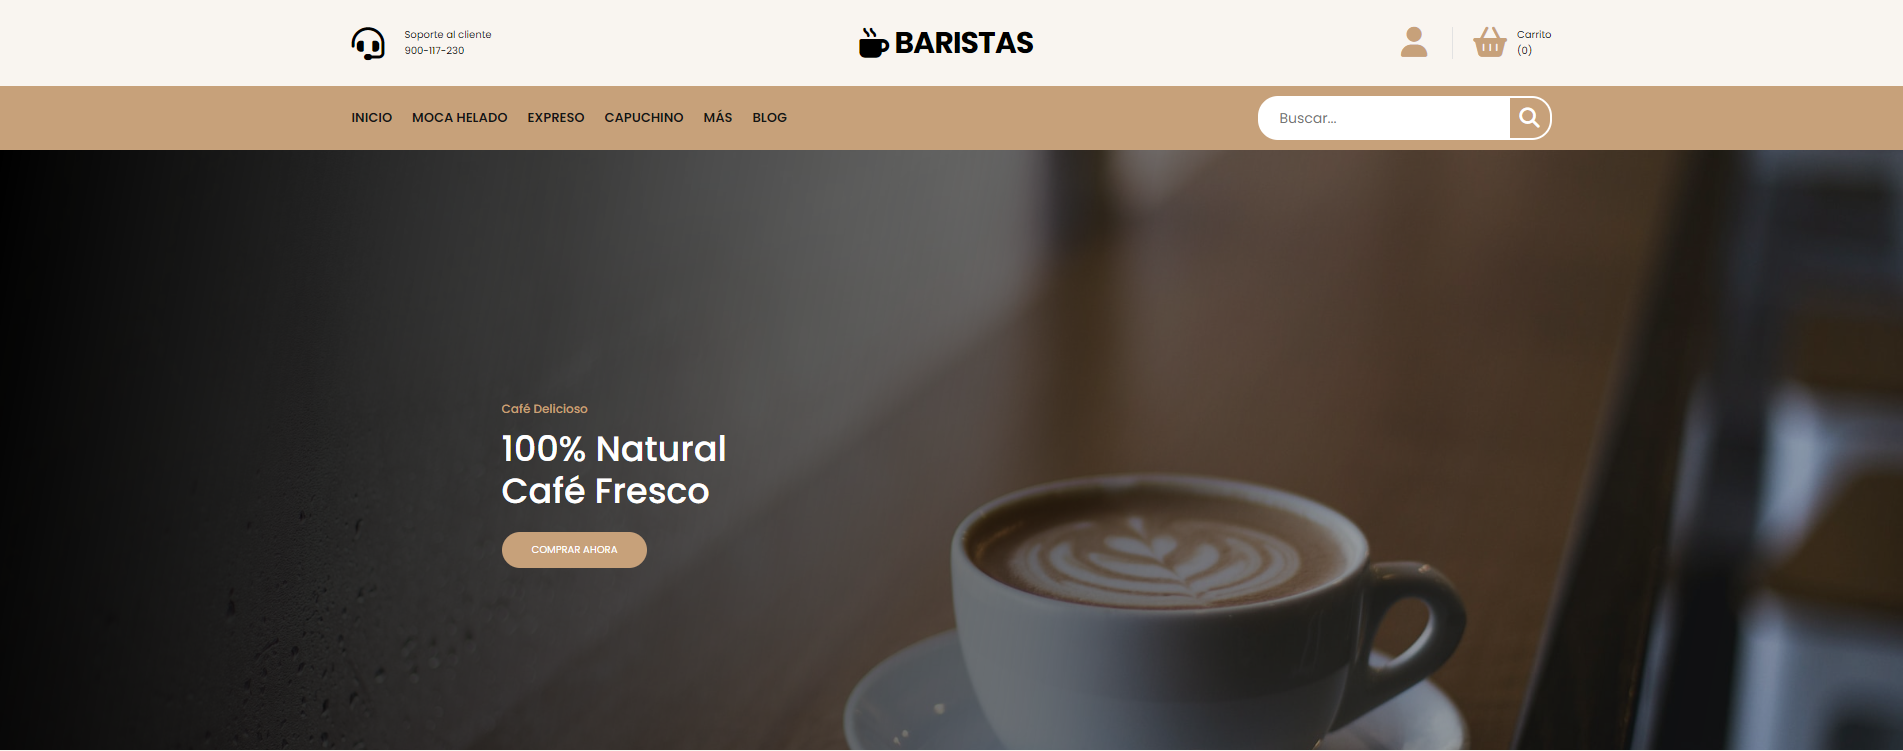 Soporte al cliente
900-117-230
BARISTAS
Carrito
(0)
INICIO MOCA HELADO EXPRESO CAPUCHINO MÁS BLOG
Buscar...
Café Delicioso
100% Natural
Café Fresco
COMPRAR AHORA